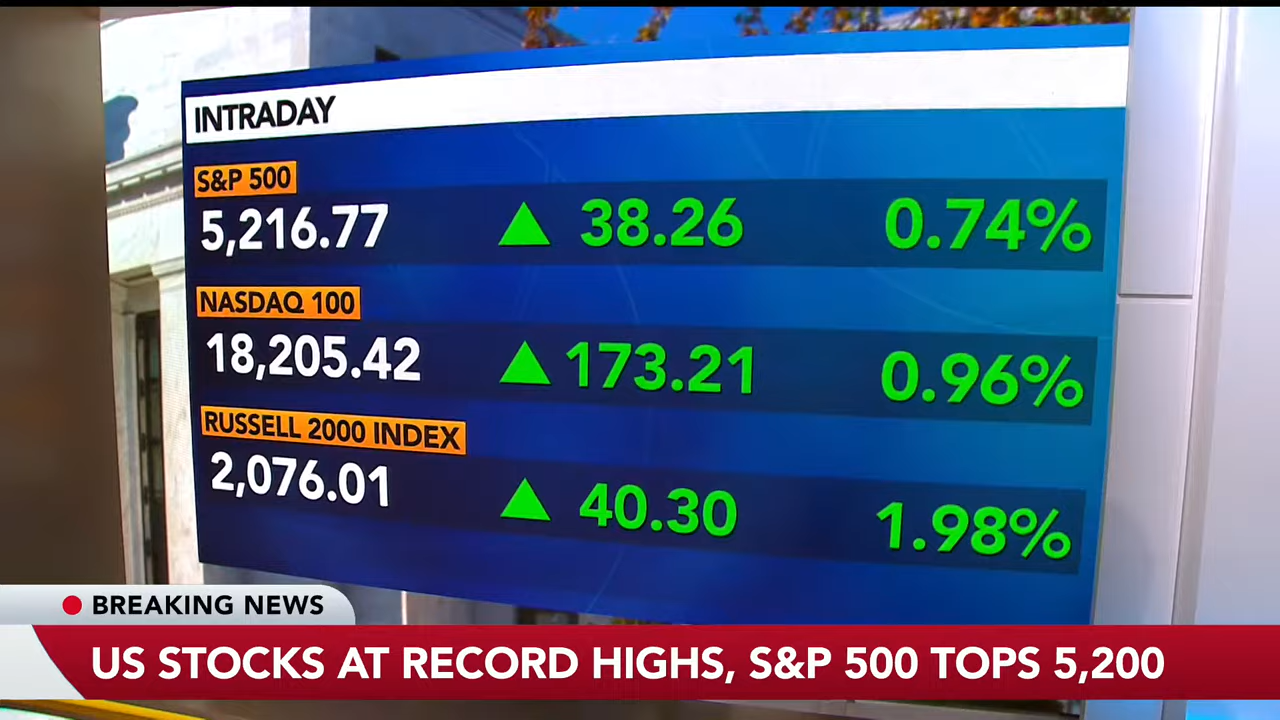 INTRADAY
S&P 500
5,216.77 ▲ 38.26 0.74%
NASDAQ 100
18,205.42 ▲ 173.21 0.96%
RUSSELL 2000 INDEX
2,076.01 ▲ 40.30 1.98%
BREAKING NEWS
US STOCKS AT RECORD HIGHS, S&P 500 TOPS 5,200